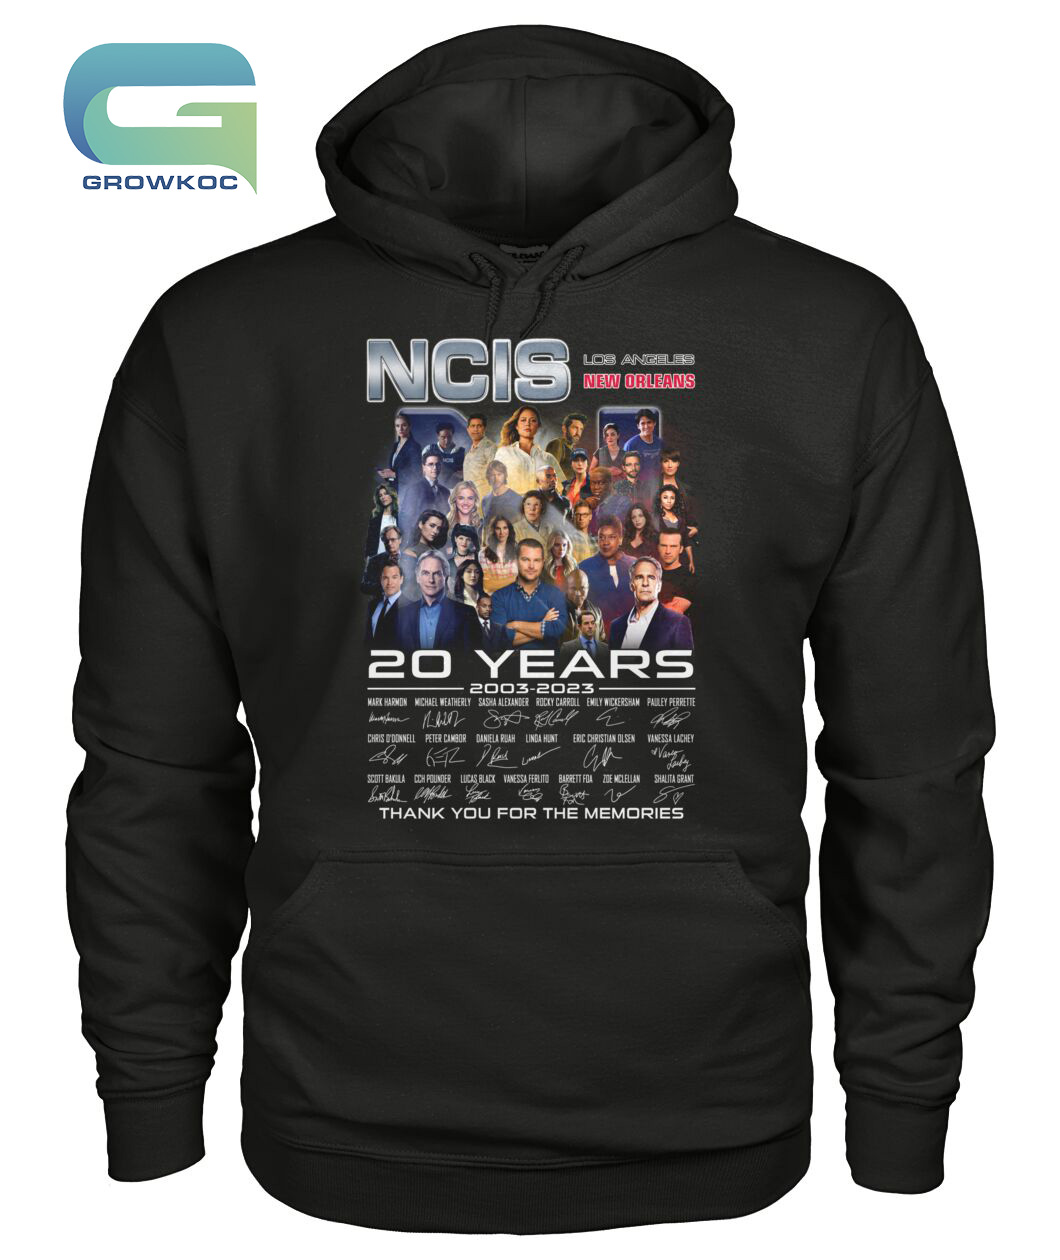 GROWKOC
NCIS
LOS ANGELES
NEW ORLEANS
NCIS
20 YEARS
2003-2023
MARK HARMON MICHAEL WEATHERLY SASHA ALEXANDER ROCKY CARROLL EMILY WICKERSHAM PAULEY PERRETTE
CHRIS O'DONNELL PETER CAMBOR DANIELA RUAH LINDA HUNT ERIC CHRISTIAN OLSEN VANESSA LACHEY
SCOTT BAKULA CCH POUNDER LUCAS BLACK VANESSA FERLITO BARRETT FOA ZOE MCLELLAN SHALITA GRANT
THANK YOU FOR THE MEMORIES